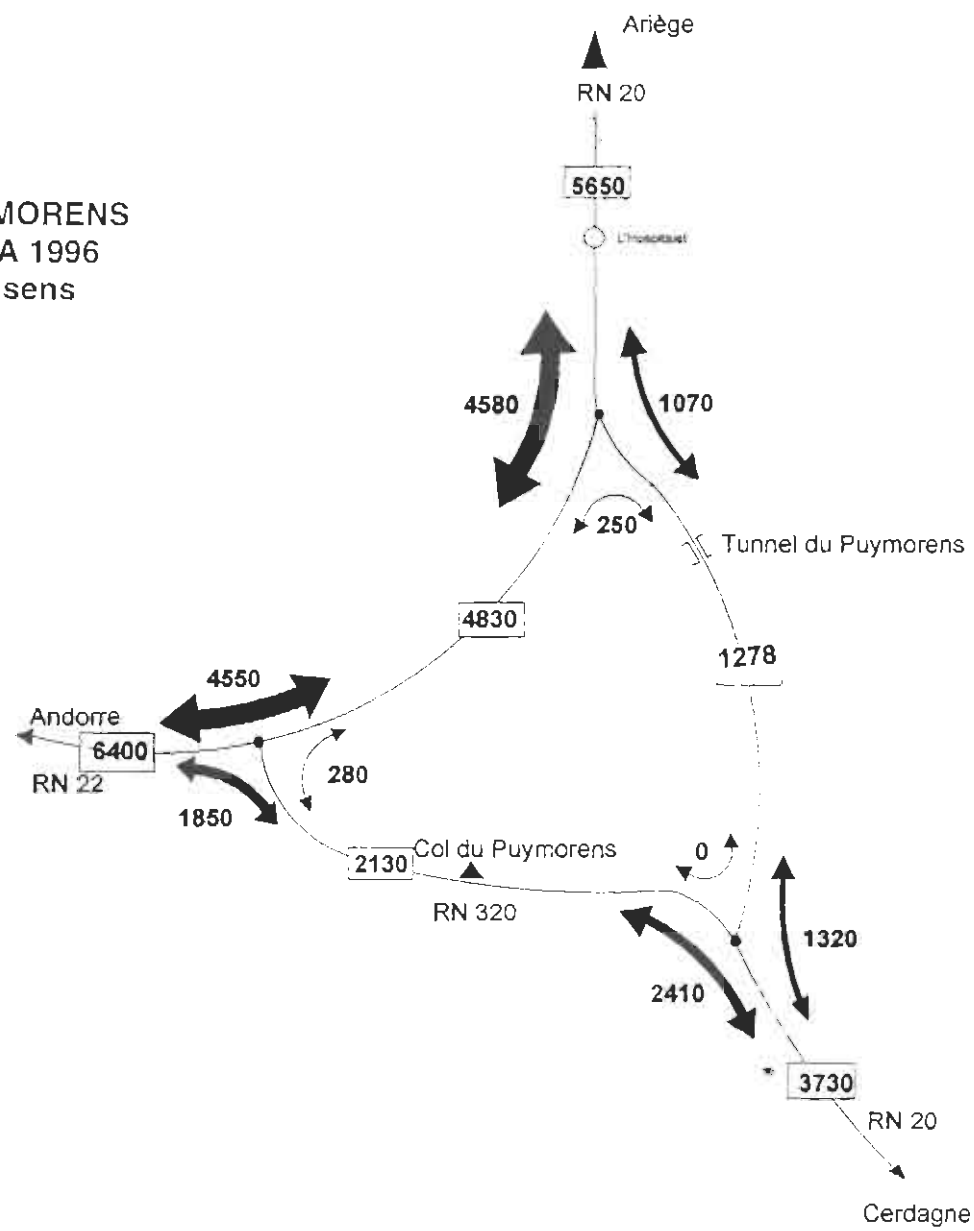 Ariège
RN 20
5650
MORENS
A 1996
sens
L'Hospitalet
4580
1070
250
Tunnel du Puymorens
4830
1278
4550
Andorre
6400
280
RN 22
1850
2130
Col du Puymorens
0
RN 320
1320
2410
3730
RN 20
Cerdagne